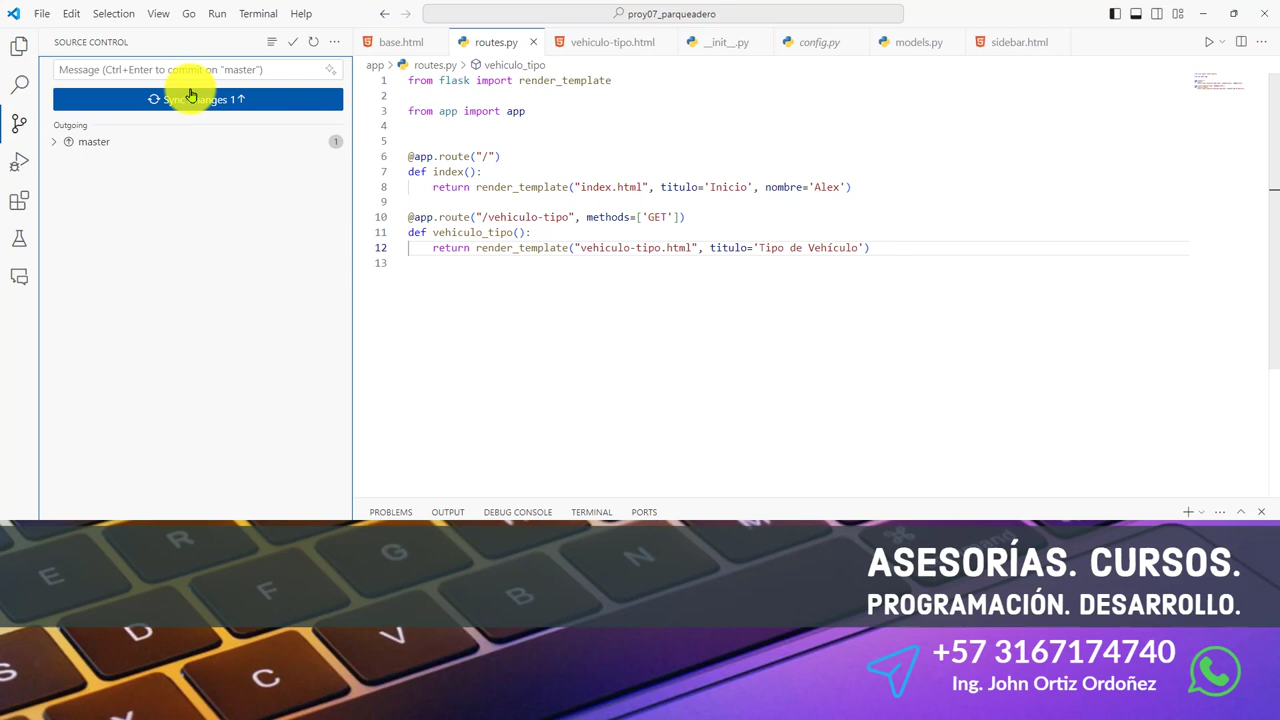 File Edit Selection View Go Run Terminal Help
proy07_parqueadero
SOURCE CONTROL
Message (Ctrl+Enter to commit on "master")
Sync Changes 1↑
Outgoing
master
1
base.html routes.py vehiculo-tipo.html __init__.py config.py models.py sidebar.html
app > routes.py > vehiculo_tipo
1 from flask import render_template
2
3 from app import app
4
5
6 @app.route("/")
7 def index():
8 return render_template("index.html", titulo='Inicio', nombre='Alex')
9
10 @app.route("/vehiculo-tipo", methods=['GET'])
11 def vehiculo_tipo():
12 return render_template("vehiculo-tipo.html", titulo='Tipo de Vehículo')
13
PROBLEMS OUTPUT DEBUG CONSOLE TERMINAL PORTS
ASESORÍAS. CURSOS.
PROGRAMACIÓN. DESARROLLO.
+57 3167174740
Ing. John Ortiz Ordoñez
R
M
E
G
N
F
B
D
V
S
C